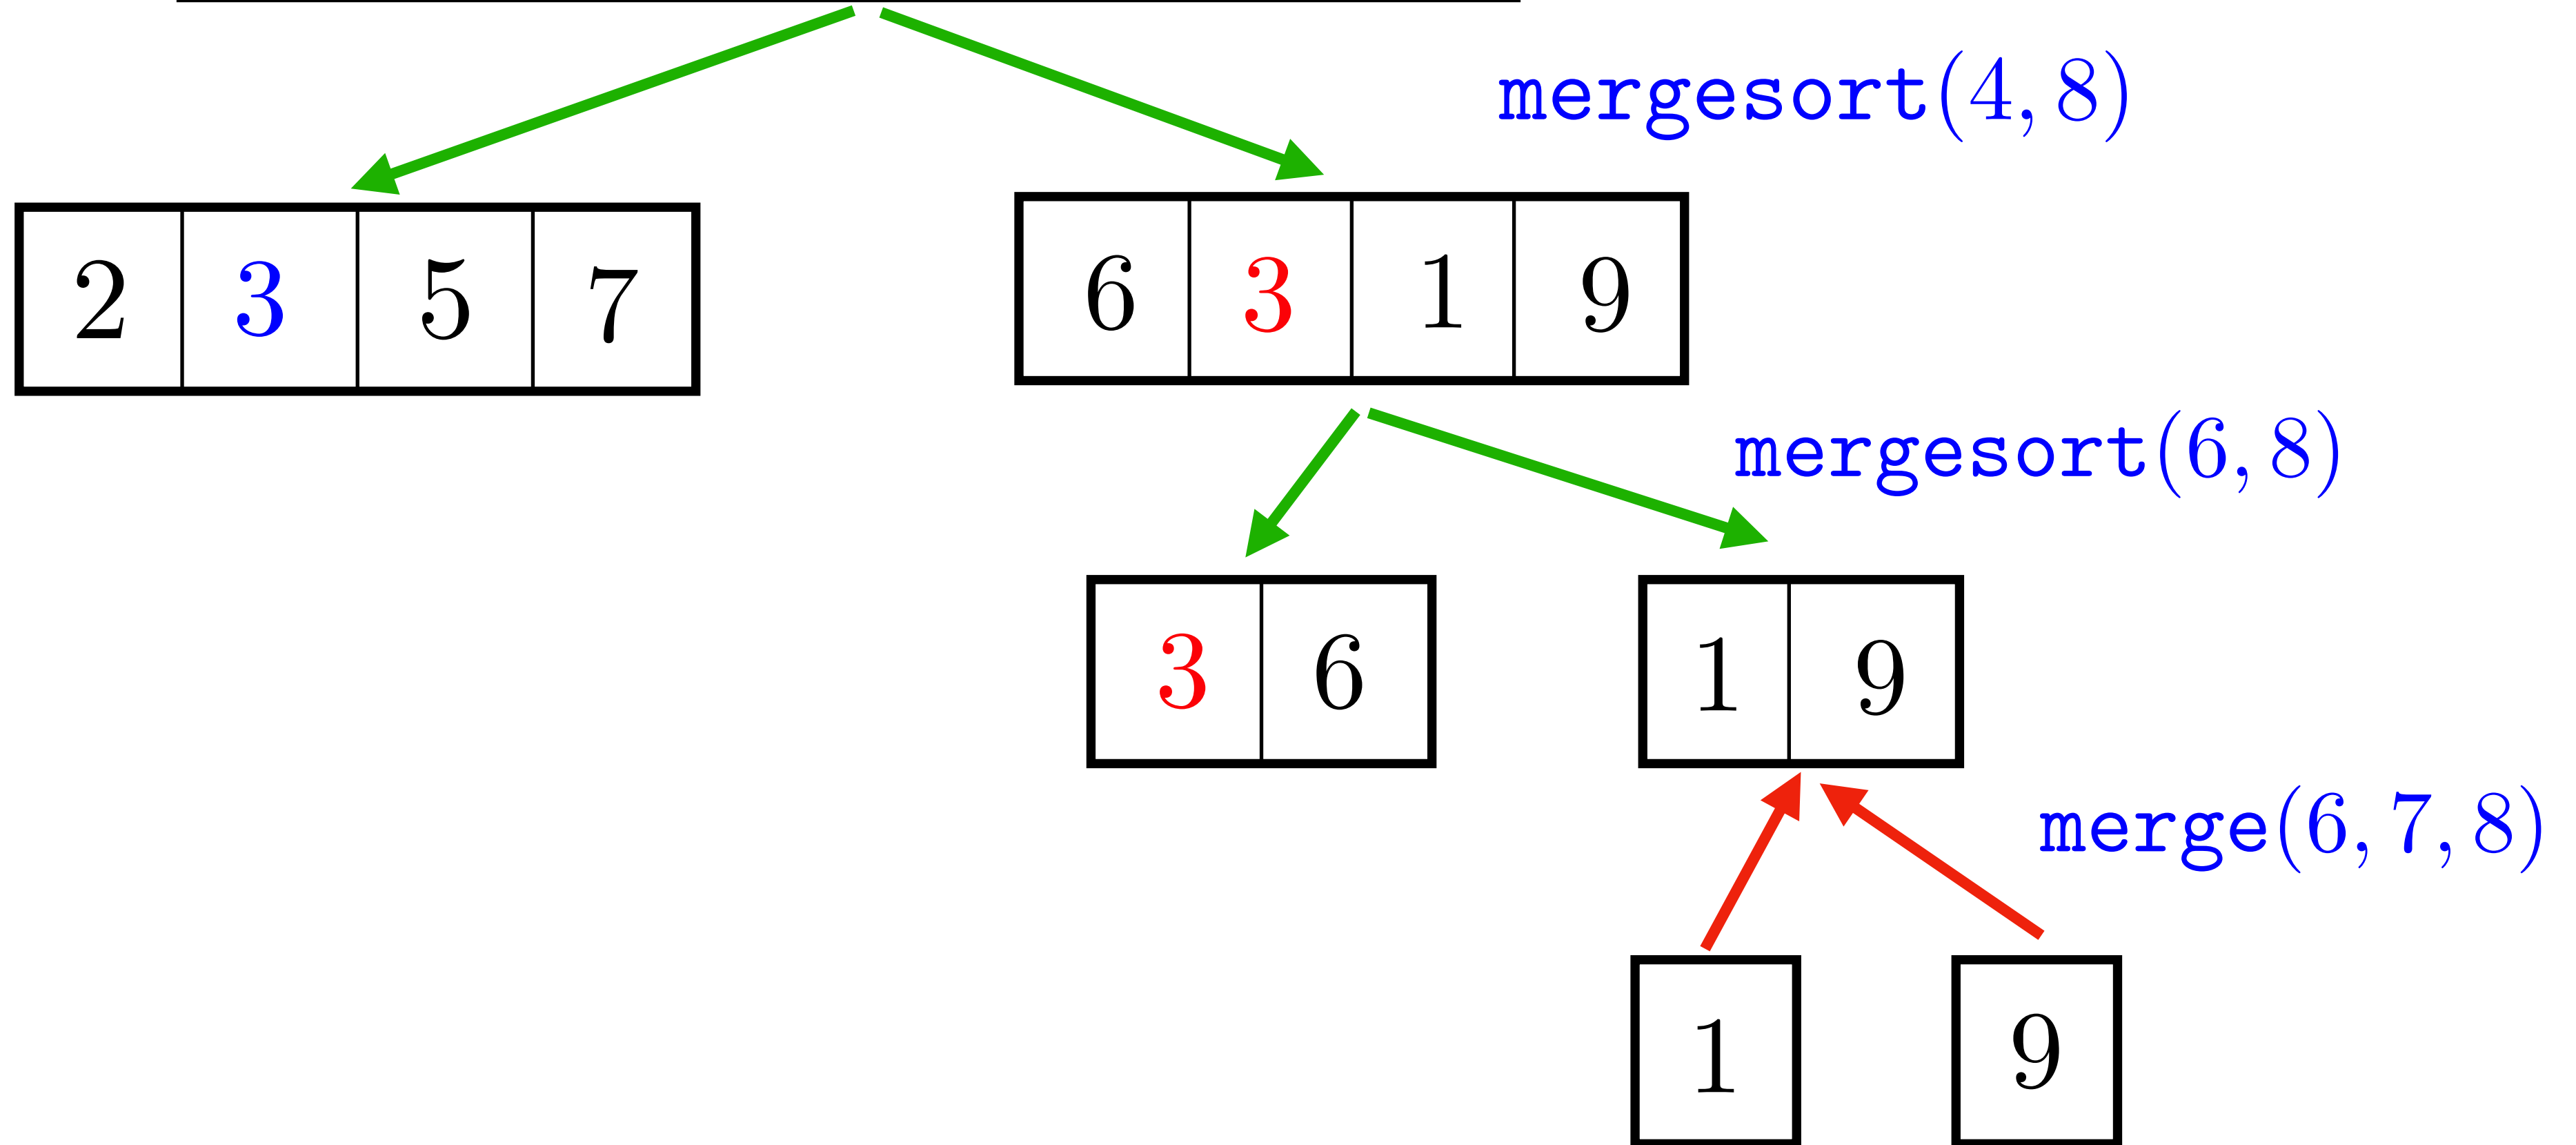 mergesort(4, 8)
2 3 5 7
6 3 1 9
mergesort(6, 8)
3 6
1 9
merge(6, 7, 8)
1
9